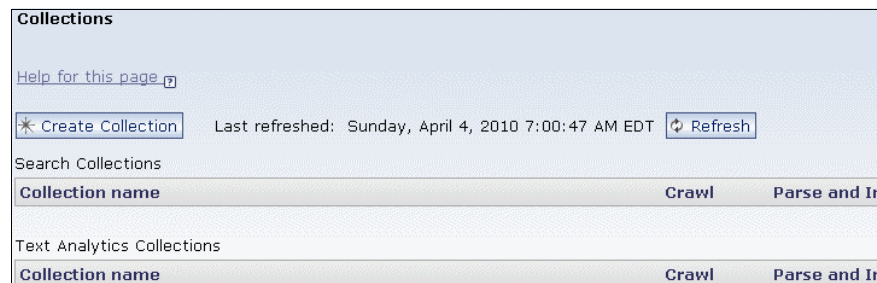 Collections
Help for this page
Create Collection Last refreshed: Sunday, April 4, 2010 7:00:47 AM EDT Refresh
Search Collections
Collection name Crawl Parse and In
Text Analytics Collections
Collection name Crawl Parse and In